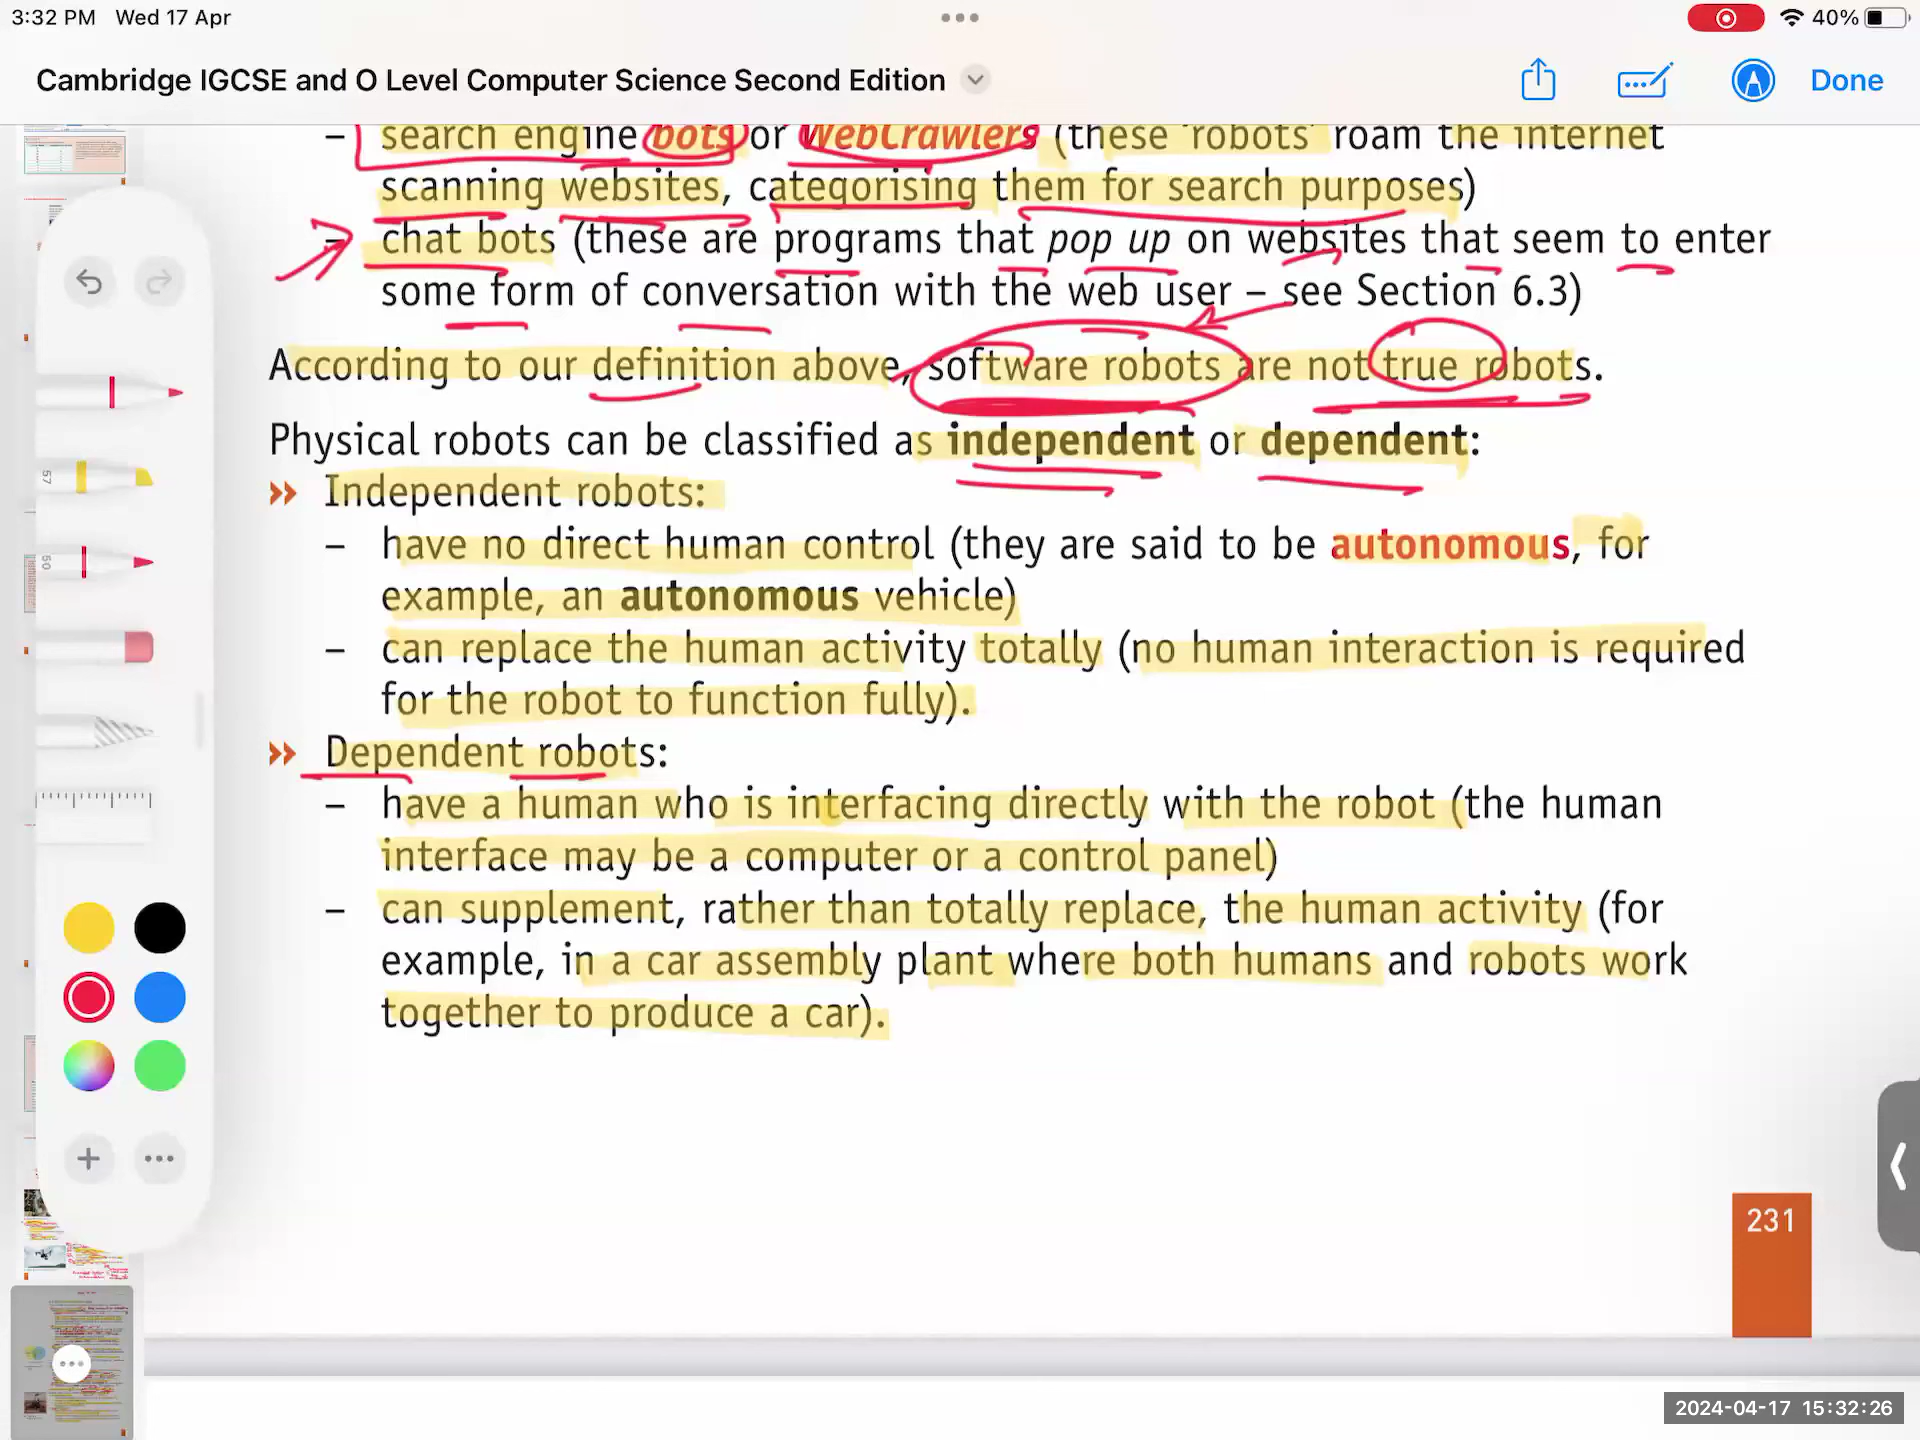 3:32 PM Wed 17 Apr
40%
Cambridge IGCSE and O Level Computer Science Second Edition
Done
– search engine bots or WebCrawlers (these 'robots' roam the internet
scanning websites, categorising them for search purposes)
– chat bots (these are programs that pop up on websites that seem to enter
some form of conversation with the web user – see Section 6.3)
According to our definition above, software robots are not true robots.
Physical robots can be classified as independent or dependent:
» Independent robots:
– have no direct human control (they are said to be autonomous, for
example, an autonomous vehicle)
– can replace the human activity totally (no human interaction is required
for the robot to function fully).
» Dependent robots:
– have a human who is interfacing directly with the robot (the human
interface may be a computer or a control panel)
– can supplement, rather than totally replace, the human activity (for
example, in a car assembly plant where both humans and robots work
together to produce a car).
57
50
231
2024-04-17 15:32:26